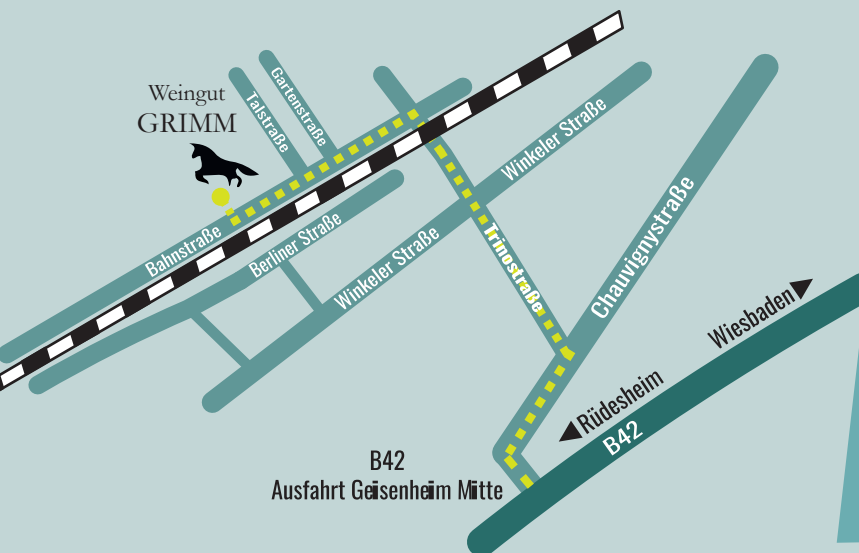 Weingut
GRIMM
Talstraße
Gartenstraße
Bahnstraße
Berliner Straße
Winkeler Straße
Winkeler Straße
Trinostraße
Chauvignystraße
Wiesbaden
Rüdesheim
B42
B42
Ausfahrt Geisenheim Mitte